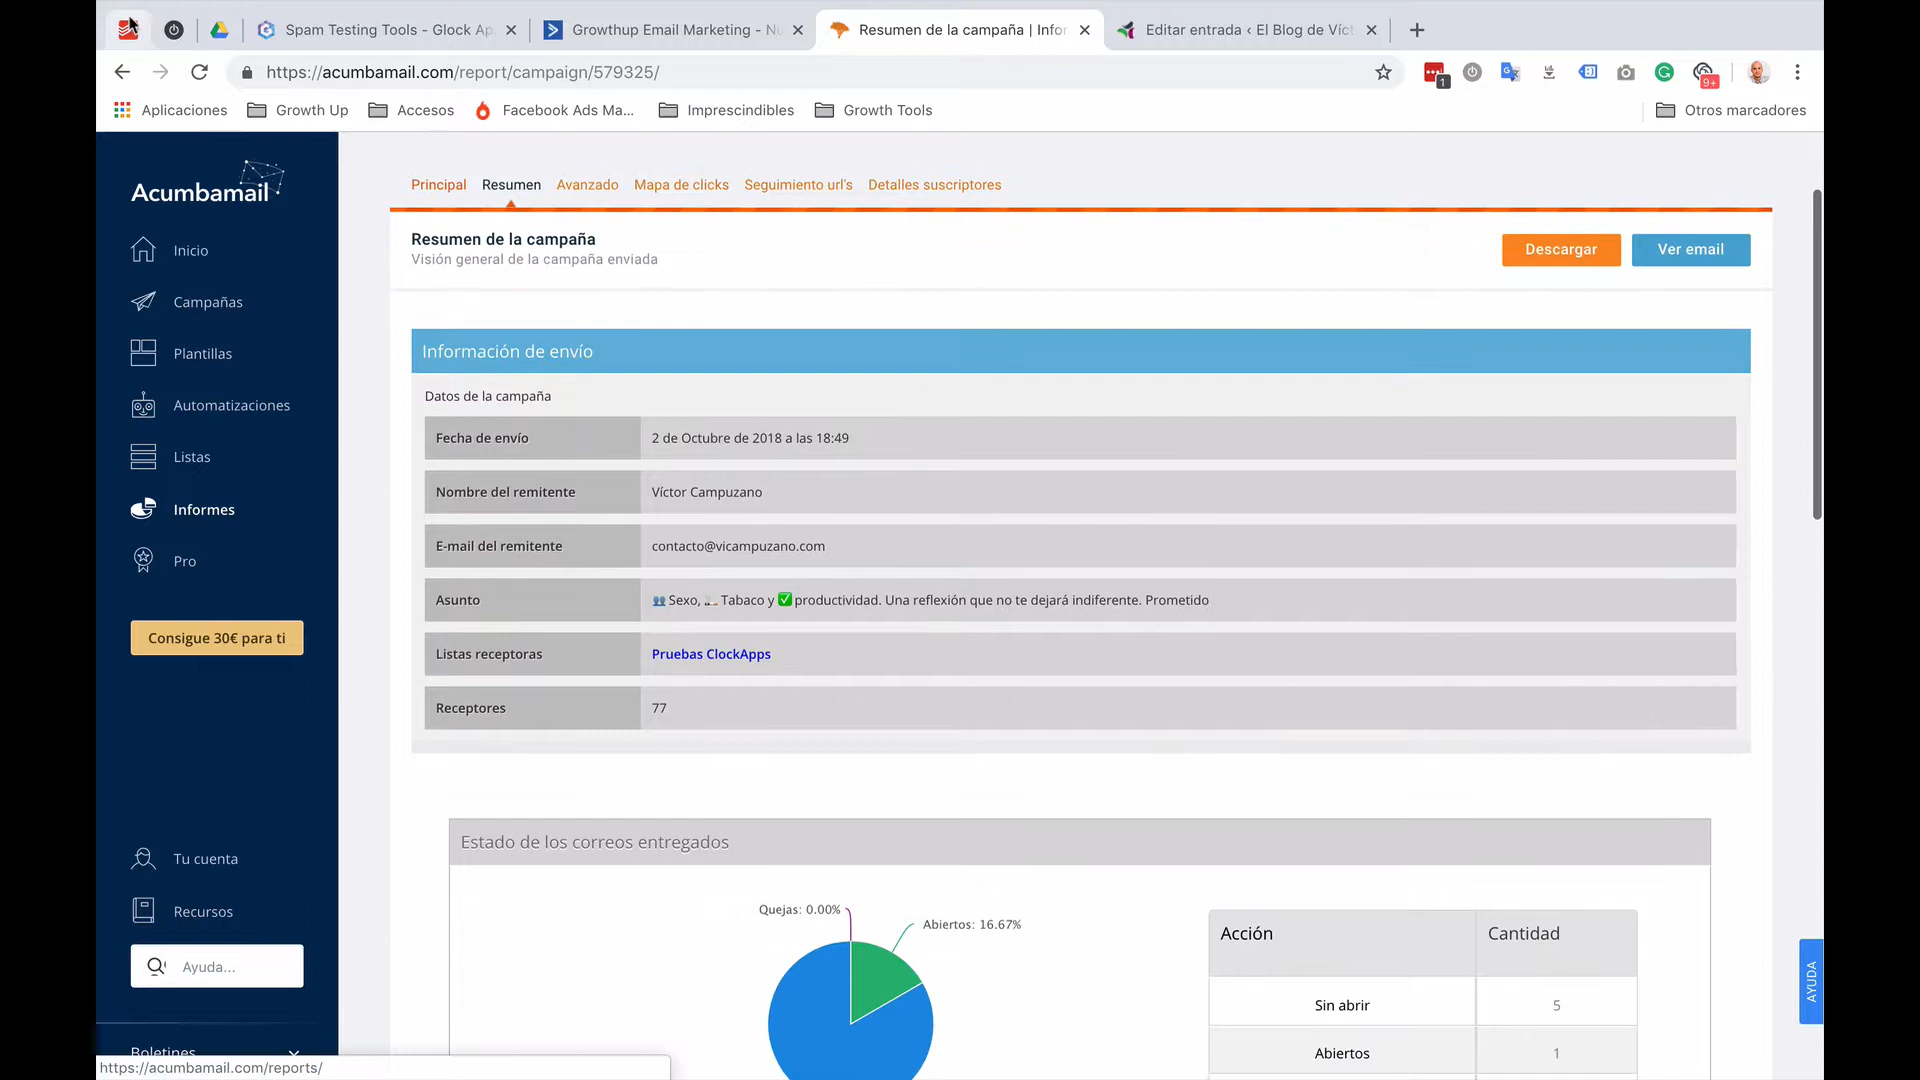 Spam Testing Tools - Glock Ap
Growthup Email Marketing - Nu
Resumen de la campaña | Infor
Editar entrada ‹ El Blog de Víct
https://acumbamail.com/report/campaign/579325/
1
9+
Aplicaciones
Growth Up
Accesos
Facebook Ads Ma...
Imprescindibles
Growth Tools
Otros marcadores
Acumbamail
Inicio
Campañas
Plantillas
Automatizaciones
Listas
Informes
Pro
Consigue 30€ para ti
Tu cuenta
Recursos
Ayuda...
Boletines
https://acumbamail.com/reports/
Principal
Resumen
Avanzado
Mapa de clicks
Seguimiento url's
Detalles suscriptores
Resumen de la campaña
Visión general de la campaña enviada
Descargar
Ver email
Información de envío
Datos de la campaña
Fecha de envío
2 de Octubre de 2018 a las 18:49
Nombre del remitente
Víctor Campuzano
E-mail del remitente
contacto@vicampuzano.com
Asunto
👥 Sexo, 🚬 Tabaco y ✅ productividad. Una reflexión que no te dejará indiferente. Prometido
Listas receptoras
Pruebas ClockApps
Receptores
77
Estado de los correos entregados
Quejas: 0.00%
Abiertos: 16.67%
Acción
Cantidad
Sin abrir
5
Abiertos
1
AYUDA